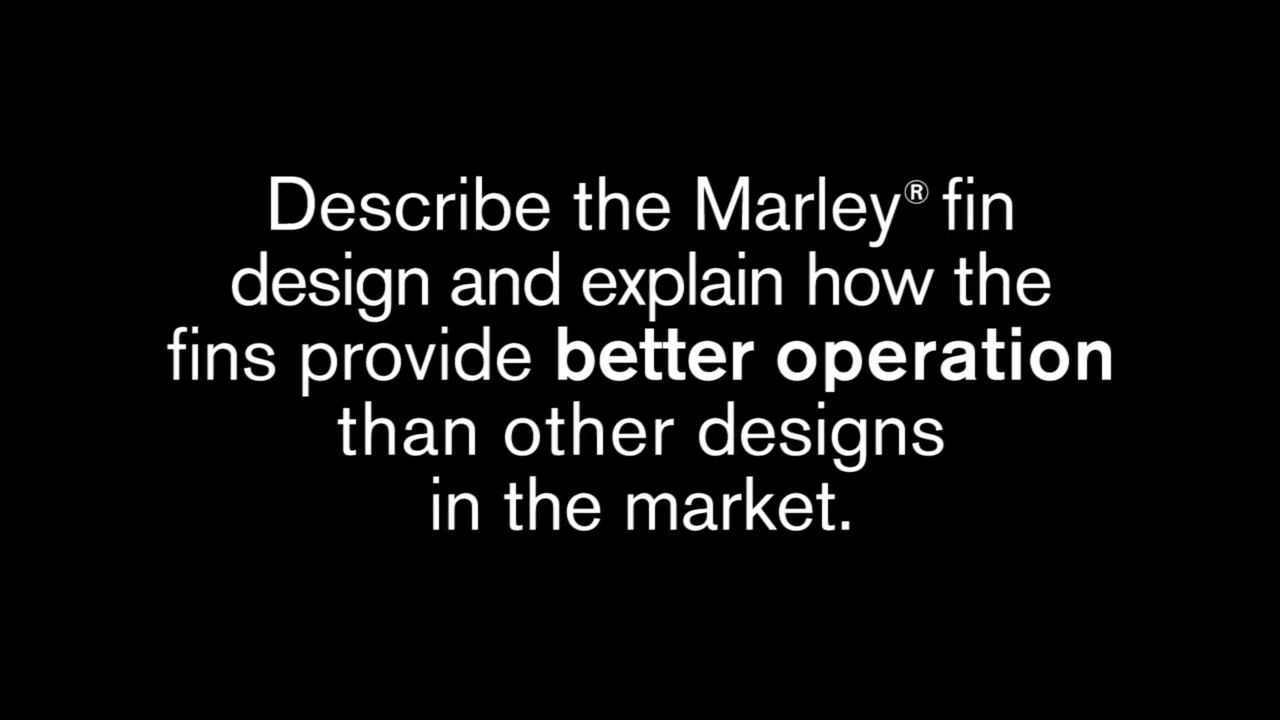 Describe the Marley® fin
design and explain how the
fins provide better operation
than other designs
in the market.